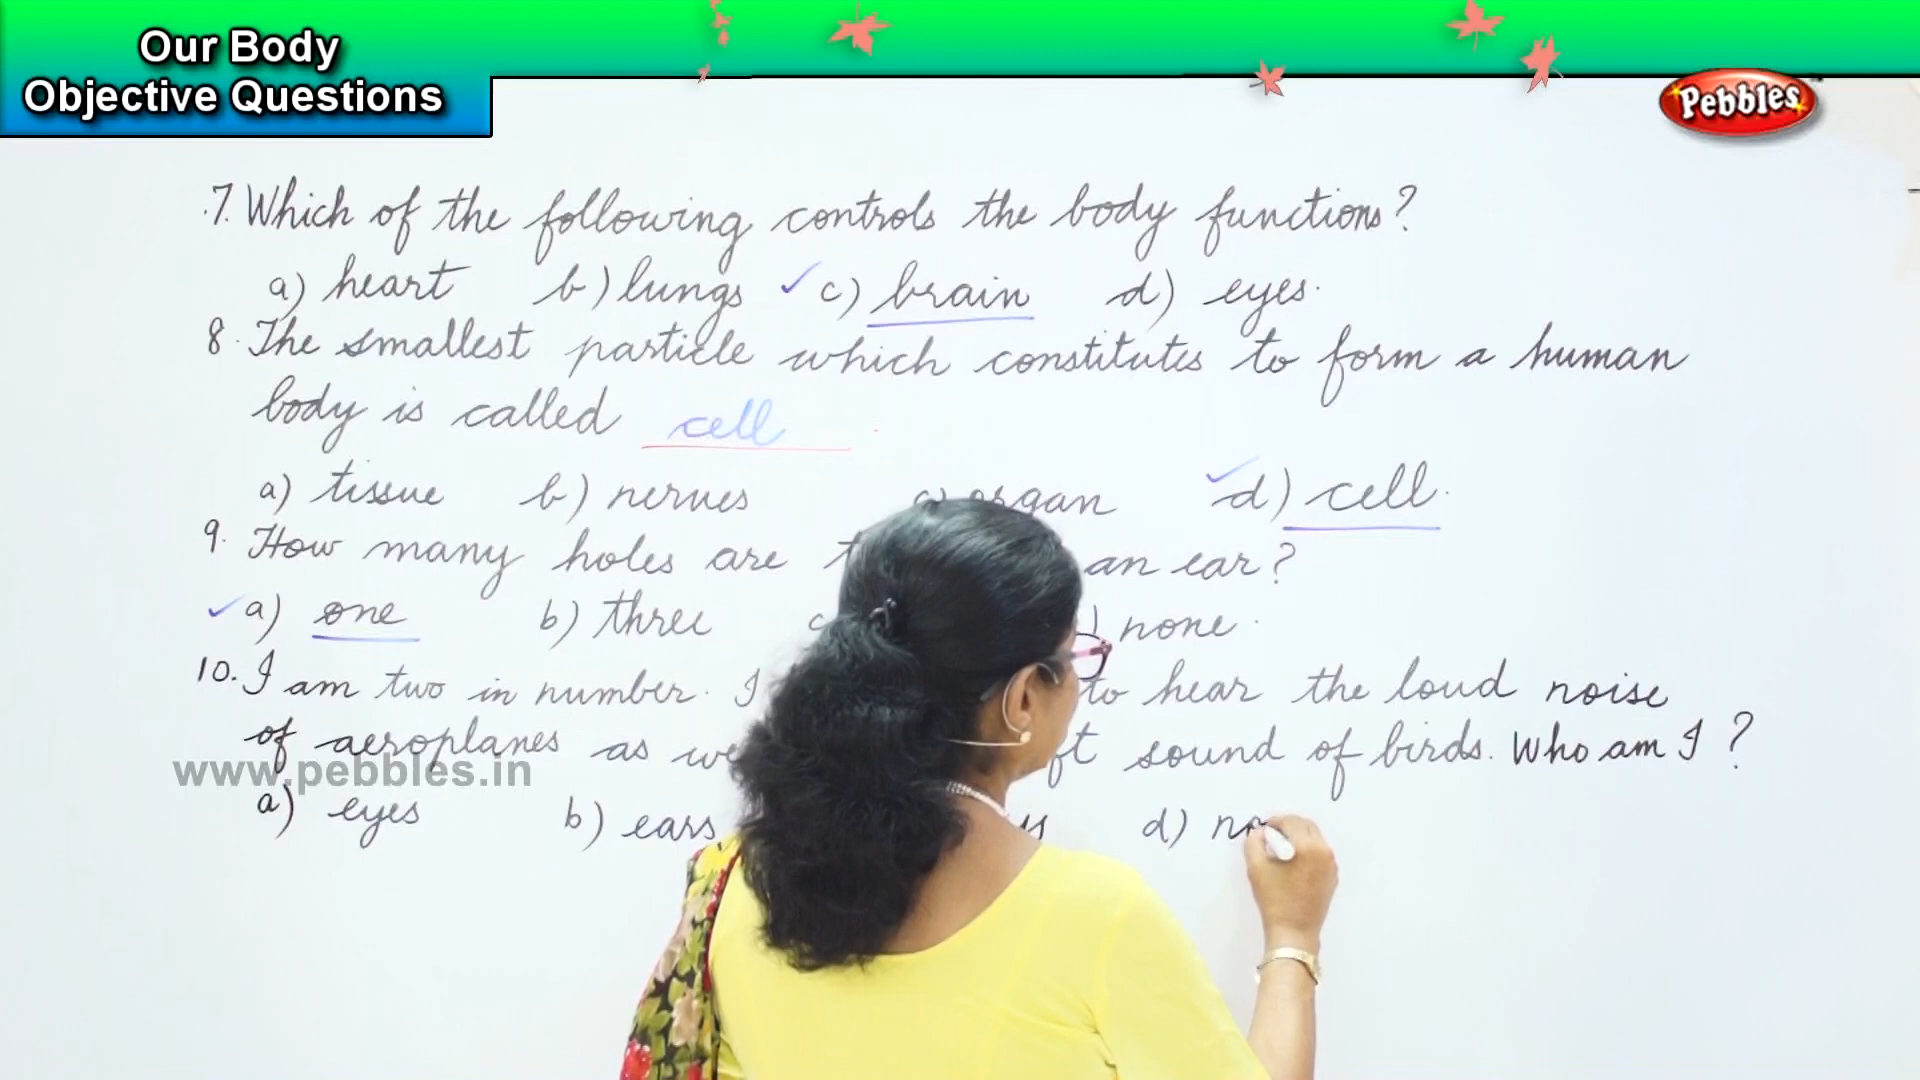 Our Body
Objective Questions
Pebbles
7. Which of the following controls the body functions?
a) heart b) lungs ✓ c) brain d) eyes.
8. The smallest particle which constitutes to form a human
body is called cell
a) tissue b) nerves c) organ ✓ d) cell.
9. How many holes are an ear?
✓ a) one b) three c none.
10. I am two in number. I to hear the loud noise
of aeroplanes as sound of birds. Who am I ?
www.pebbles.in
a) eyes b) ears d) no